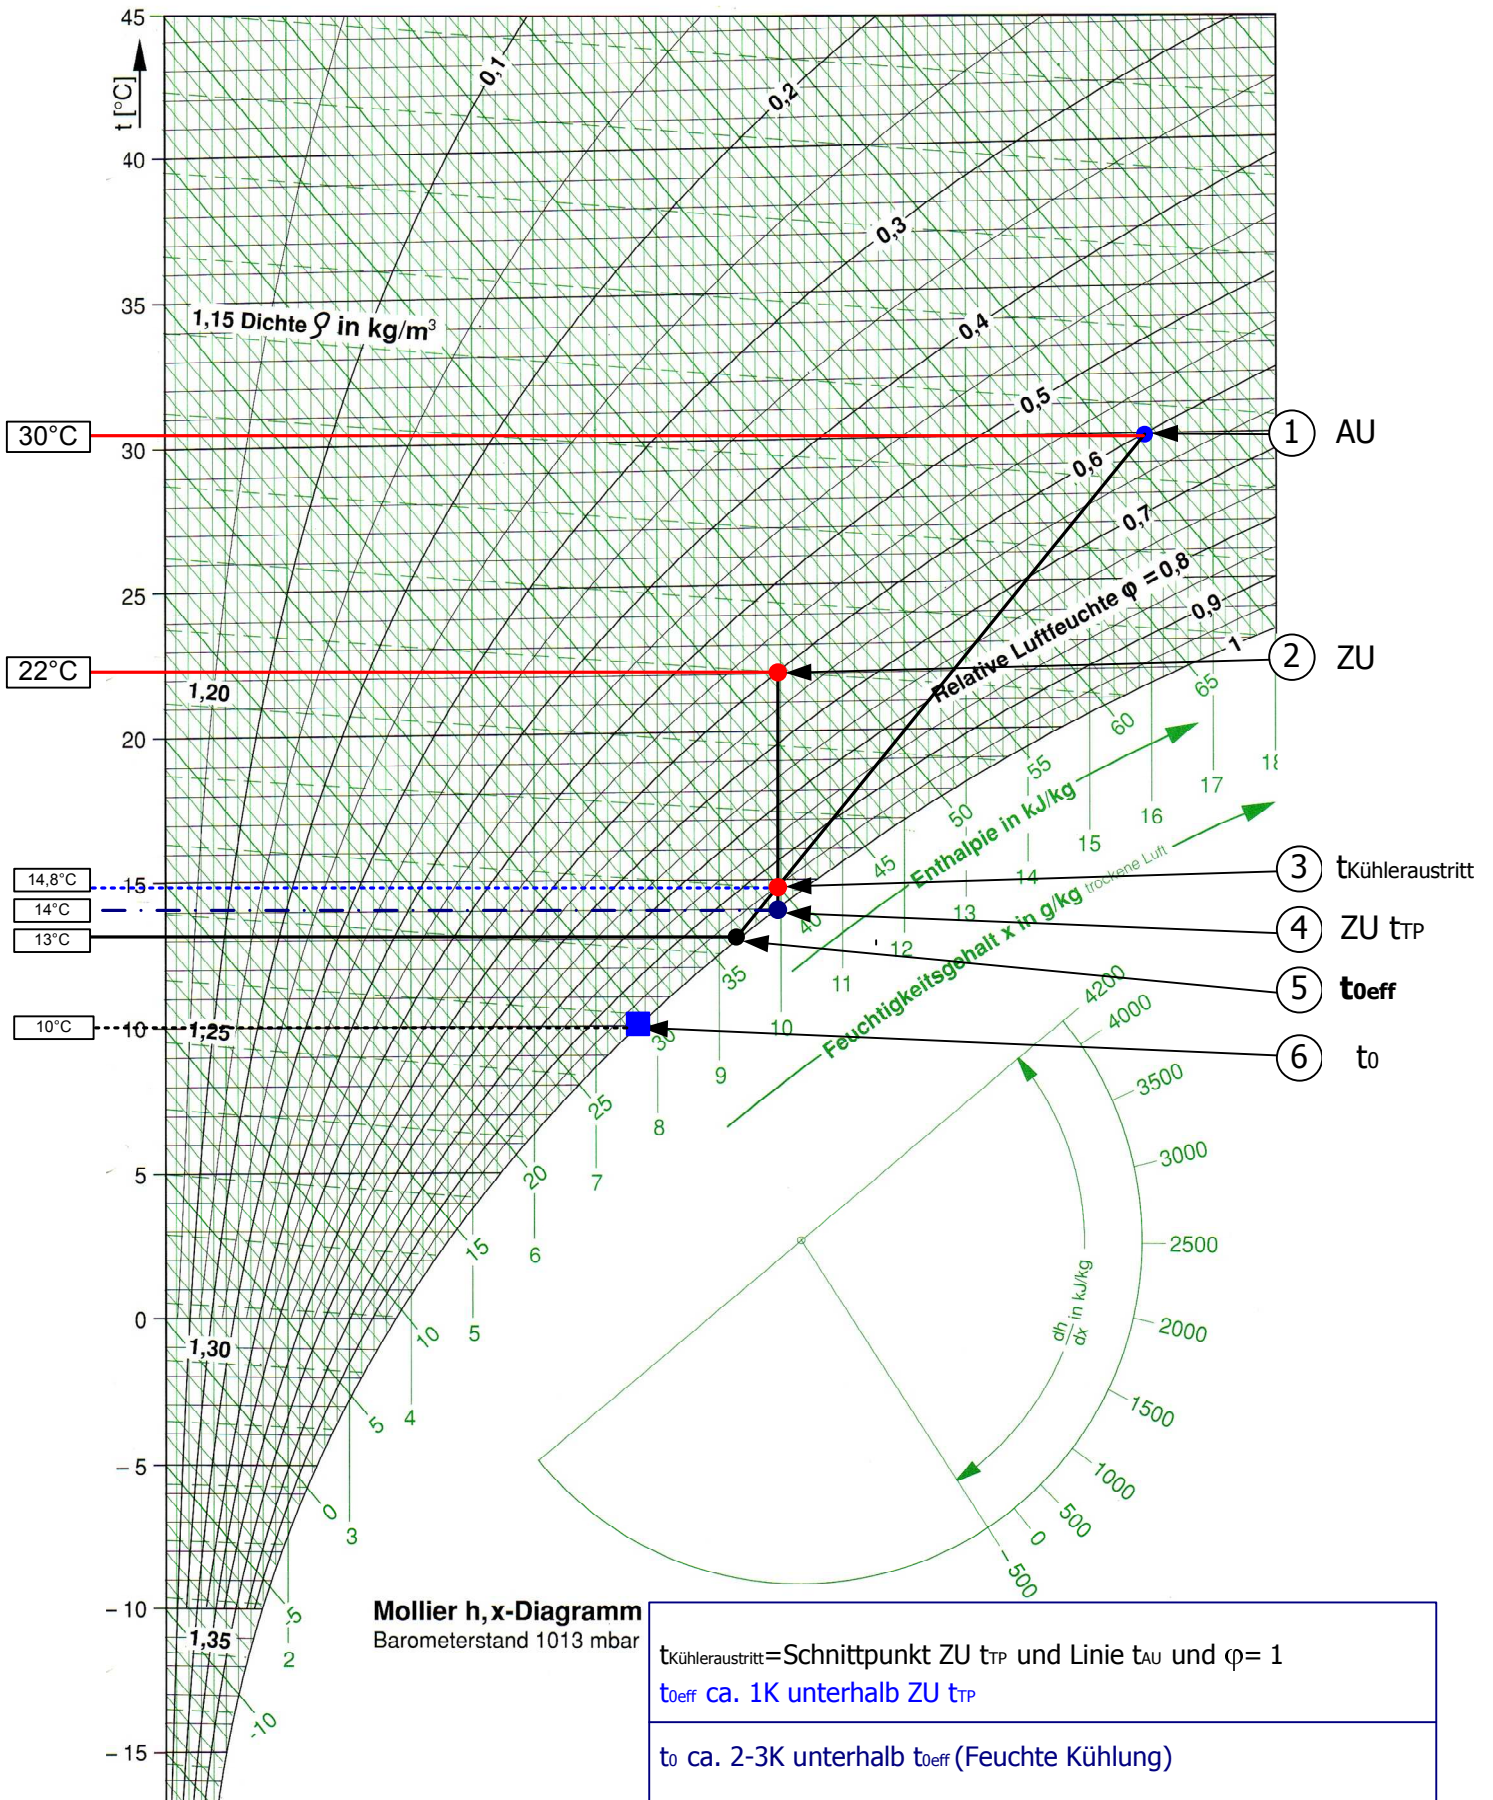 45
t [°C]
40
35
30
25
20
15
10
5
0
– 5
– 10
– 15
30°C
22°C
14,8°C
14°C
13°C
10°C
0,1
0,2
0,3
0,4
0,5
0,6
0,7
Relative Luftfeuchte φ = 0,8
0,9
1
1,15 Dichte ρ in kg/m³
1,20
1,25
1,30
1,35
1 AU
2 ZU
3 tKühleraustritt
4 ZU tTP
5 t0eff
6 t0
65
60
55
50
45
40
35
30
25
20
15
10
5
0
-5
-10
Enthalpie in kJ/kg
18
17
16
15
14
13
12
11
10
9
8
7
6
5
4
3
2
Feuchtigkeitsgehalt x in g/kg trockene Luft
4200
4000
3500
3000
2500
2000
1500
1000
500
0
– 500
dh
dx in kJ/kg
Mollier h, x-Diagramm
Barometerstand 1013 mbar
tKühleraustritt=Schnittpunkt ZU tTP und Linie tAU und φ= 1
t0eff ca. 1K unterhalb ZU tTP
t0 ca. 2-3K unterhalb t0eff (Feuchte Kühlung)